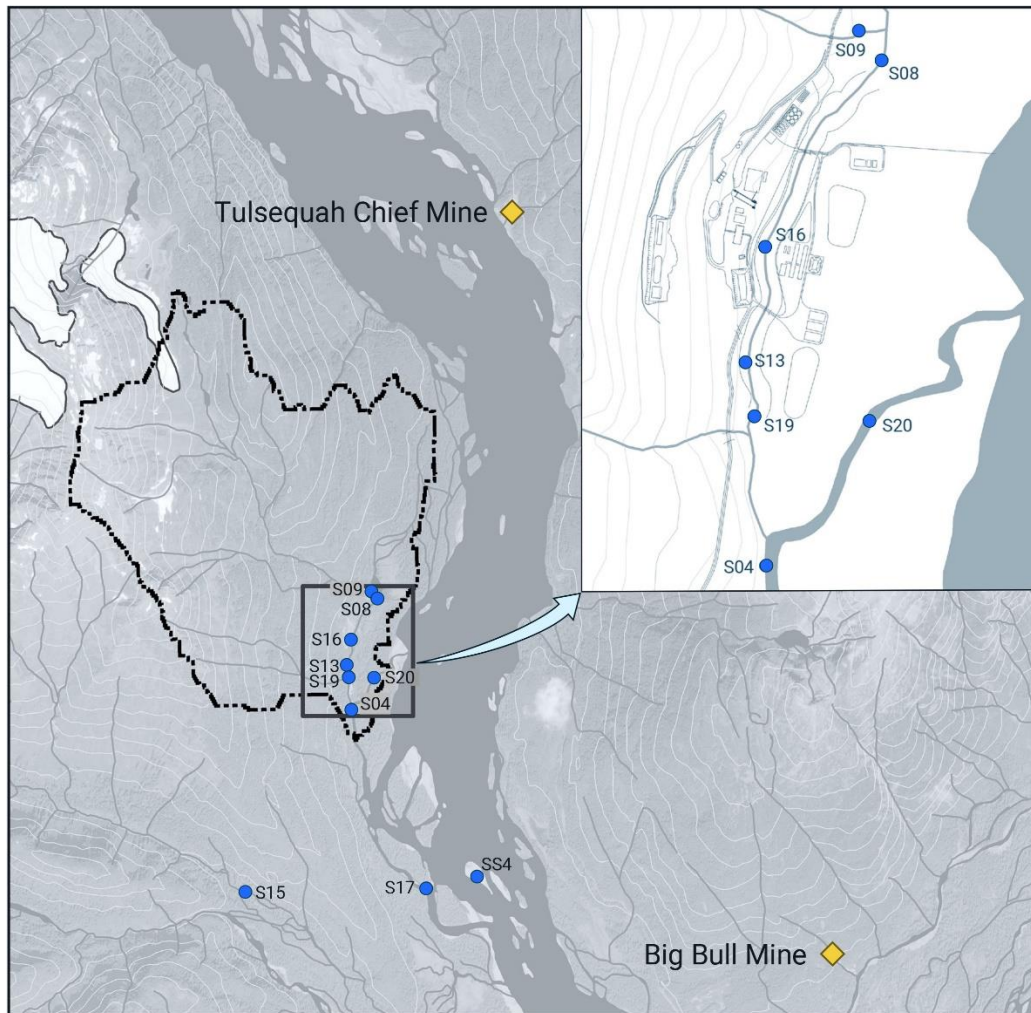 S09
S08
Tulsequah Chief Mine
S16
S13
S19
S20
S04
S09
S08
S16
S13
S19
S20
S04
SS4
S17
S15
Big Bull Mine